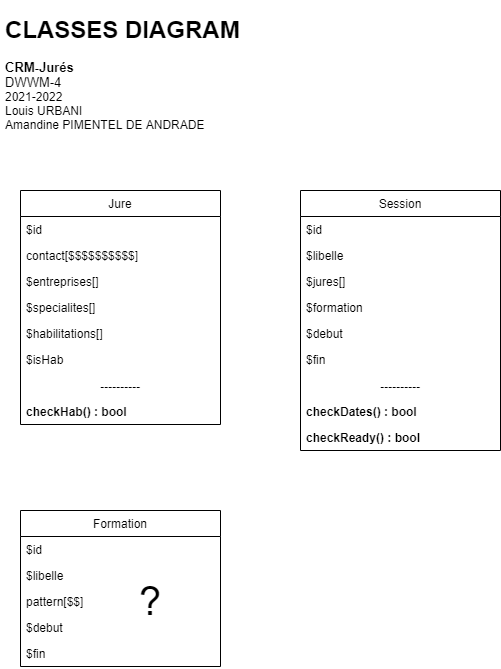 CLASSES DIAGRAM
CRM-Jurés
DWWM-4
2021-2022
Louis URBANI
Amandine PIMENTEL DE ANDRADE
Jure
$id
contact[$$$$$$$$$$]
$entreprises[]
$specialites[]
$habilitations[]
$isHab
----------
checkHab() : bool
Session
$id
$libelle
$jures[]
$formation
$debut
$fin
----------
checkDates() : bool
checkReady() : bool
Formation
$id
$libelle
pattern[$$]
?
$debut
$fin